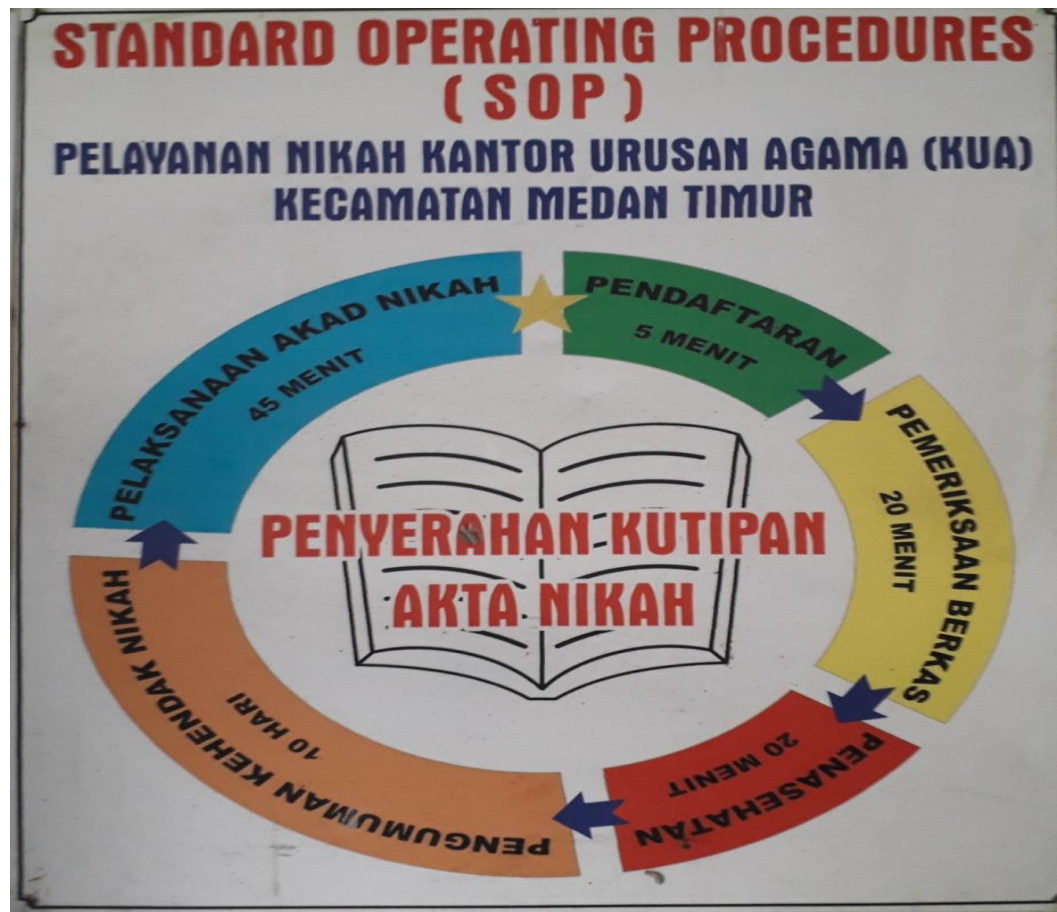 STANDARD OPERATING PROCEDURES
( SOP )
PELAYANAN NIKAH KANTOR URUSAN AGAMA (KUA)
KECAMATAN MEDAN TIMUR
PENDAFTARAN
5 MENIT
PEMERIKSAAN BERKAS
20 MENIT
PENASEHATAN
20 MENIT
PENGUMUMAN KEHENDAK NIKAH
10 HARI
PELAKSANAAN AKAD NIKAH
45 MENIT
PENYERAHAN KUTIPAN
AKTA NIKAH